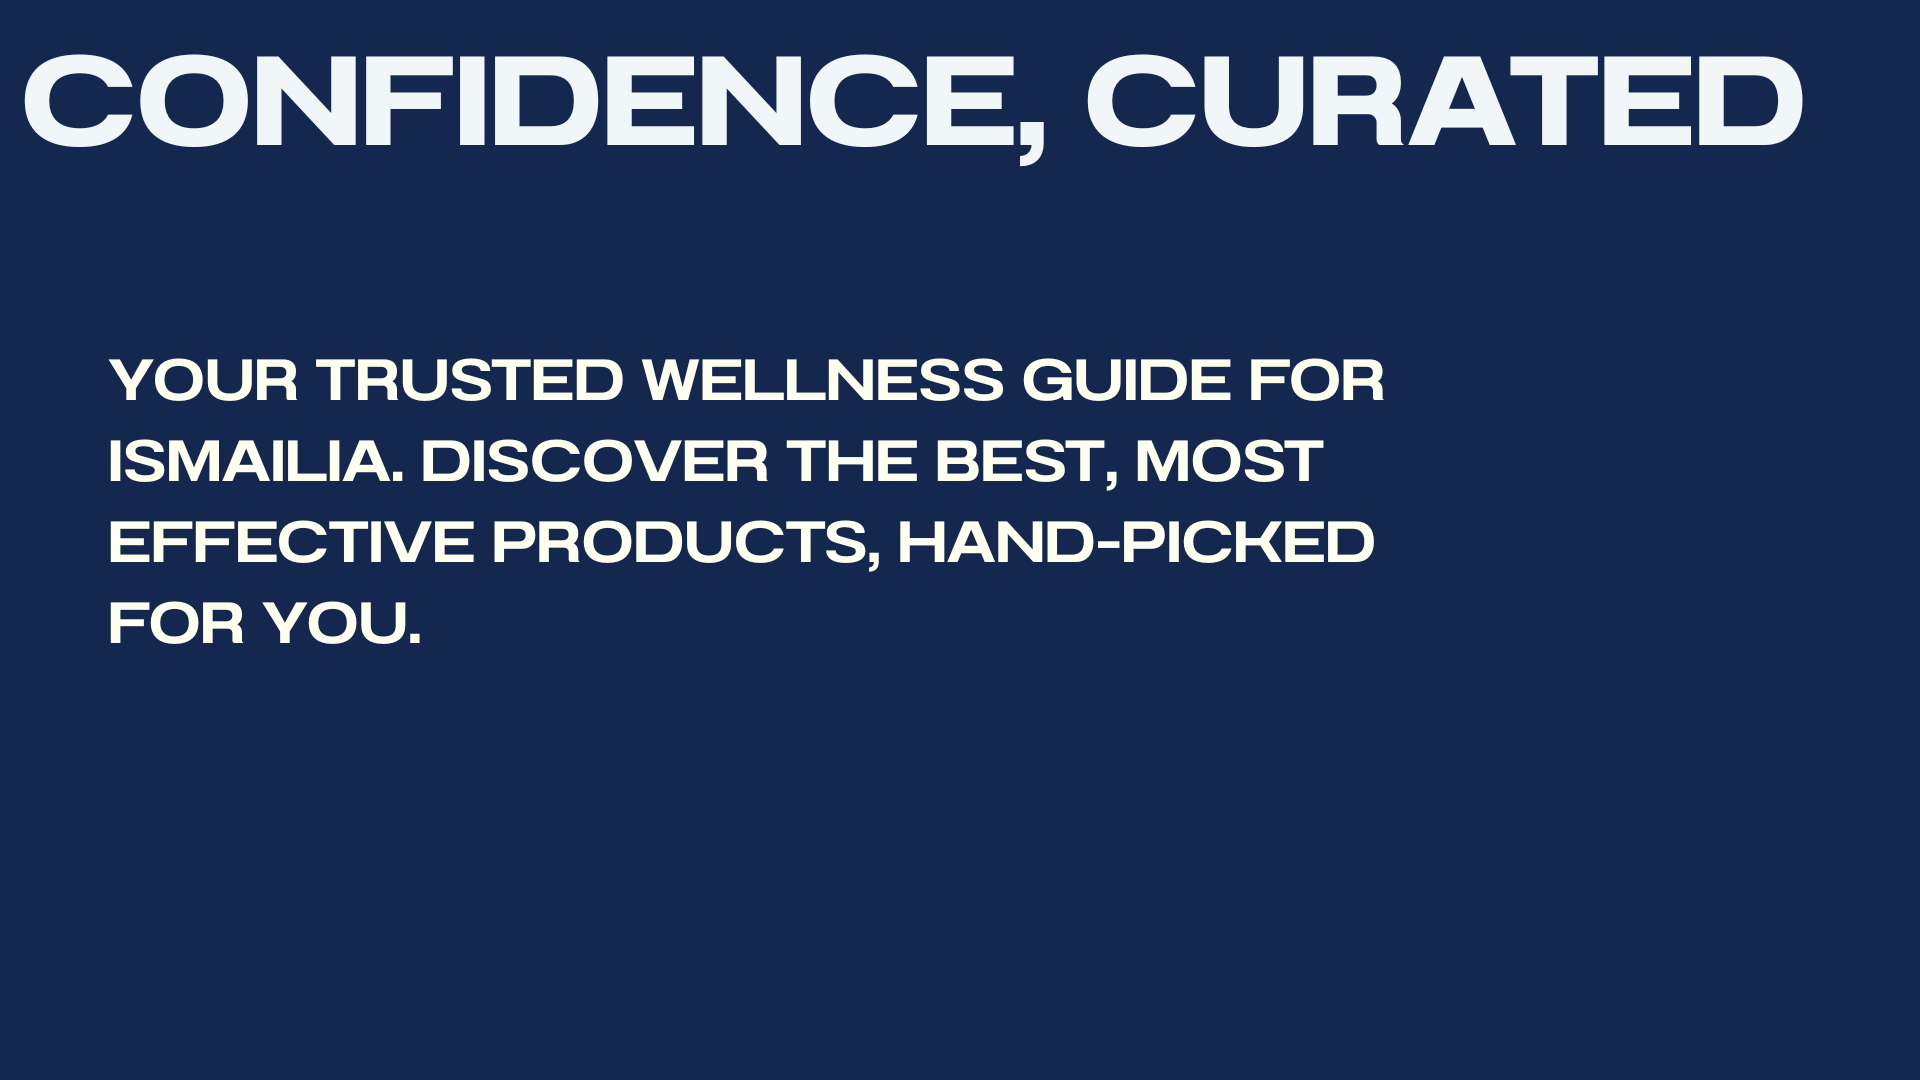 CONFIDENCE, CURATED
YOUR TRUSTED WELLNESS GUIDE FOR
ISMAILIA. DISCOVER THE BEST, MOST
EFFECTIVE PRODUCTS, HAND-PICKED
FOR YOU.